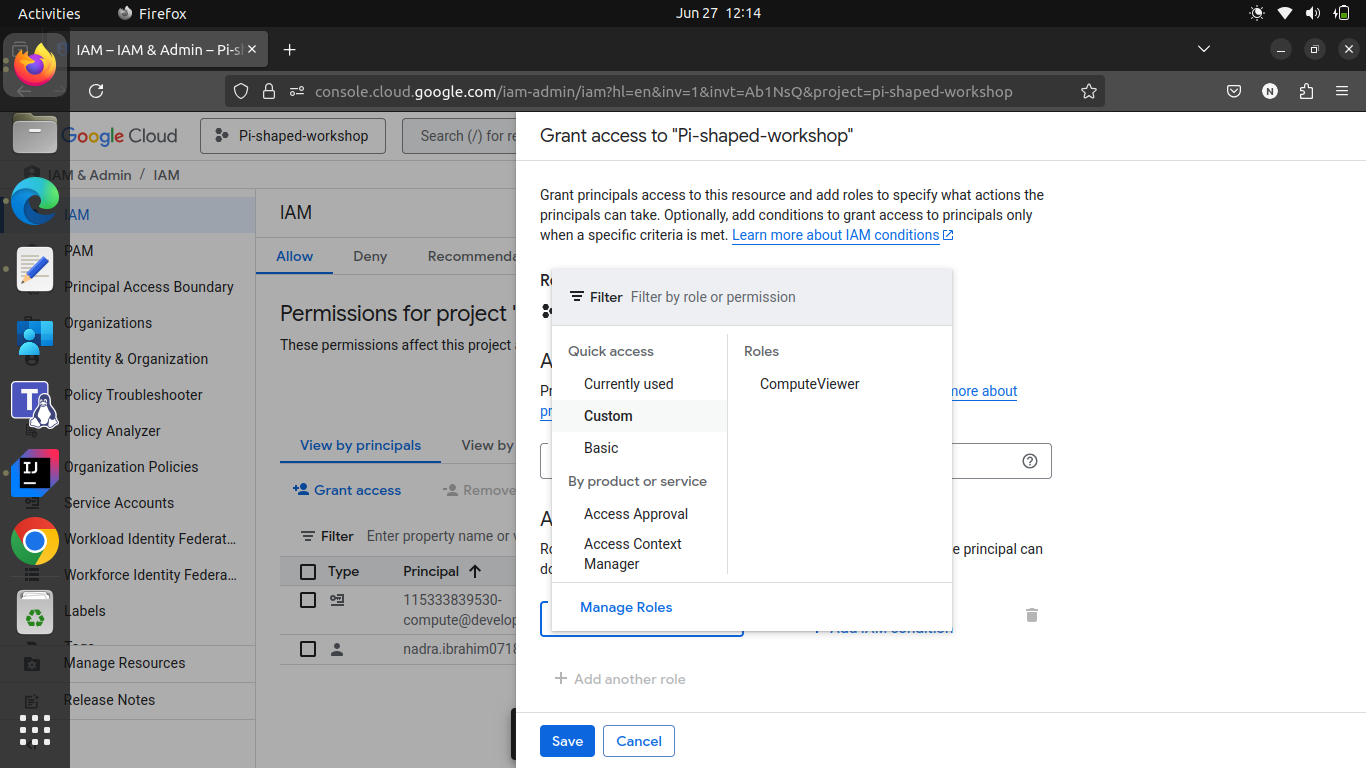 Activities
Firefox
Jun 27 12:14
IAM – IAM & Admin – Pi-s
console.cloud.google.com/iam-admin/iam?hl=en&inv=1&invt=Ab1NsQ&project=pi-shaped-workshop
N
Google Cloud
Pi-shaped-workshop
Search (/) for re
IAM & Admin / IAM
IAM
PAM
Principal Access Boundary
Organizations
Identity & Organization
Policy Troubleshooter
Policy Analyzer
Organization Policies
Service Accounts
Workload Identity Federat...
Workforce Identity Federa...
Labels
Manage Resources
Release Notes
IAM
Allow
Deny
Recommenda
Permissions for project "
These permissions affect this project
View by principals
View by
Grant access
Remove
Filter Enter property name or
Type
Principal
115333839530-
compute@develop
nadra.ibrahim0718
Grant access to "Pi-shaped-workshop"
Grant principals access to this resource and add roles to specify what actions the
principals can take. Optionally, add conditions to grant access to principals only
when a specific criteria is met. Learn more about IAM conditions
Filter Filter by role or permission
Quick access
Currently used
Custom
Basic
By product or service
Access Approval
Access Context
Manager
Roles
ComputeViewer
Manage Roles
more about
e principal can
Add IAM condition
Add another role
Save
Cancel
T
IJ